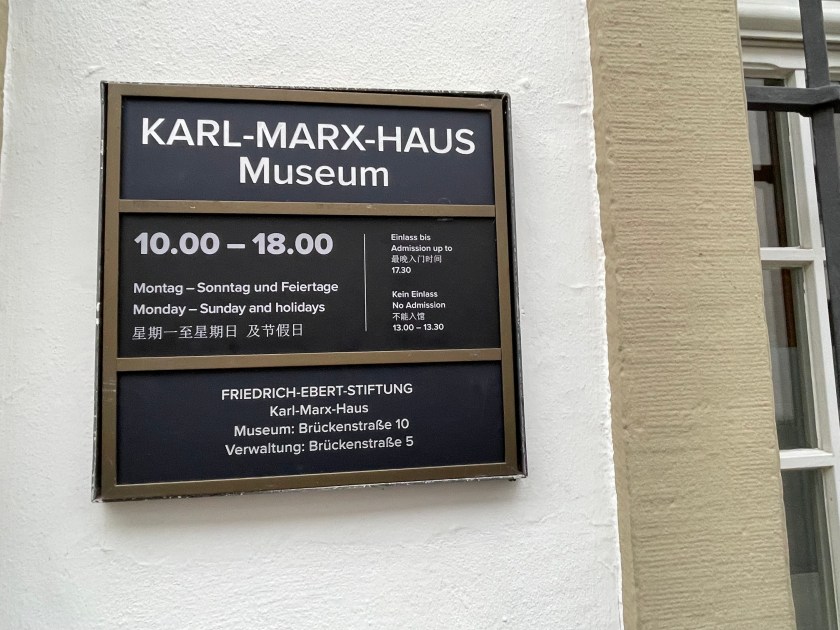 KARL-MARX-HAUS
Museum
10.00 – 18.00
Montag – Sonntag und Feiertage
Monday – Sunday and holidays
星期一至星期日 及节假日
Einlass bis
Admission up to
最晚入门时间
17.30
Kein Einlass
No Admission
不能入馆
13.00 – 13.30
FRIEDRICH-EBERT-STIFTUNG
Karl-Marx-Haus
Museum: Brückenstraße 10
Verwaltung: Brückenstraße 5